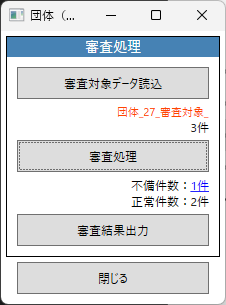 団体（…
審査処理
審査対象データ読込
団体_27_審査対象_
3件
審査処理
不備件数：1件
正常件数：2件
審査結果出力
閉じる